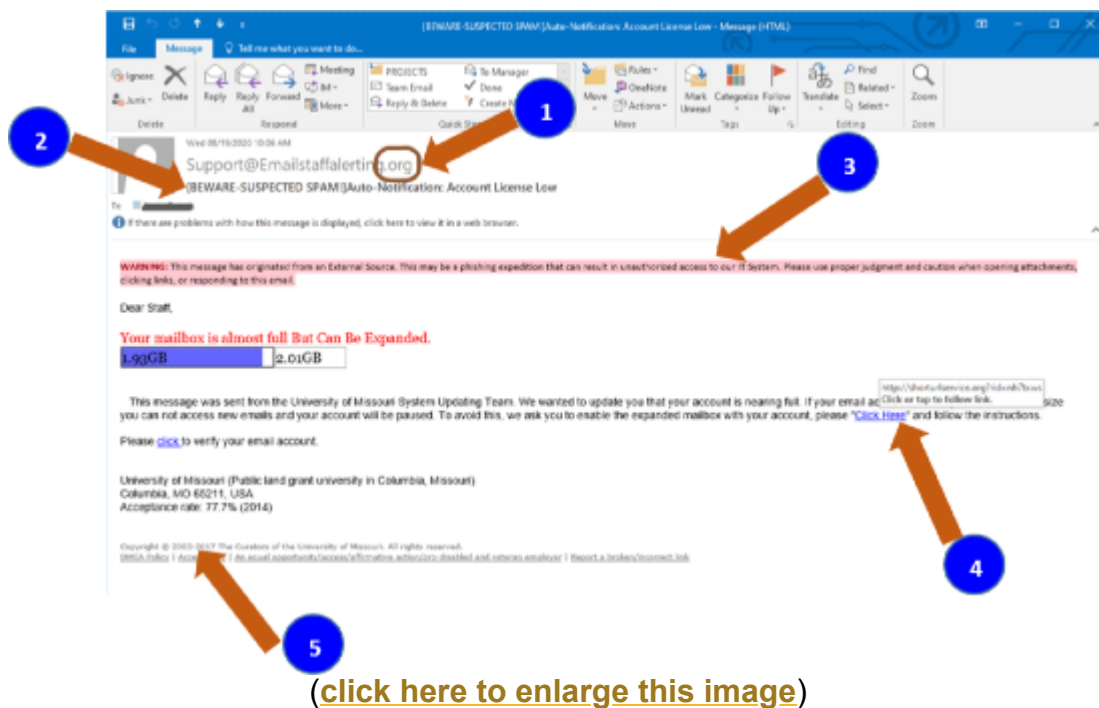 [BEWARE-SUSPECTED SPAM!]Auto-Notification: Account License Low - Message (HTML)
File Message Tell me what you want to do...
Ignore
Junk
Delete
Reply
Reply All
Forward
Meeting
IM
More
PROJECTS
Team Email
Reply & Delete
To Manager
Done
Move
Rules
OneNote
Actions
Mark Unread
Categorize
Follow Up
Translate
Find
Related
Select
Zoom
Delete Respond Move Tags Editing Zoom
1
2
3
Wed 10:06 AM
Support@Emailstaffalerting.org
[BEWARE-SUSPECTED SPAM!]Auto-Notification: Account License Low
To
If there are problems with how this message is displayed, click here to view it in a web browser.
WARNING: This message has originated from an External Source. This may be a phishing expedition that can result in unauthorized access to our IT System. Please use proper judgment and caution when opening attachments,
clicking links, or responding to this email.
Dear Staff,
Your mailbox is almost full But Can Be Expanded.
1.93GB 2.01GB
Click or tap to follow link.
This message was sent from the University of Missouri System Updating Team. We wanted to update you that your account is nearing full. If your email size
you can not access new emails and your account will be paused. To avoid this, we ask you to enable the expanded mailbox with your account, please "Click Here" and follow the instructions.
Please click to verify your email account.
University of Missouri (Public land grant university in Columbia, Missouri)
Columbia, MO 65211, USA
Acceptance rate: 77.7% (2014)
4
Copyright © 2003-2017 The Curators of the University of Missouri. All rights reserved.
DMCA Policy | An equal opportunity/access/affirmative action/pro-disabled and veteran employer | Report a broken/incorrect link
5
(click here to enlarge this image)